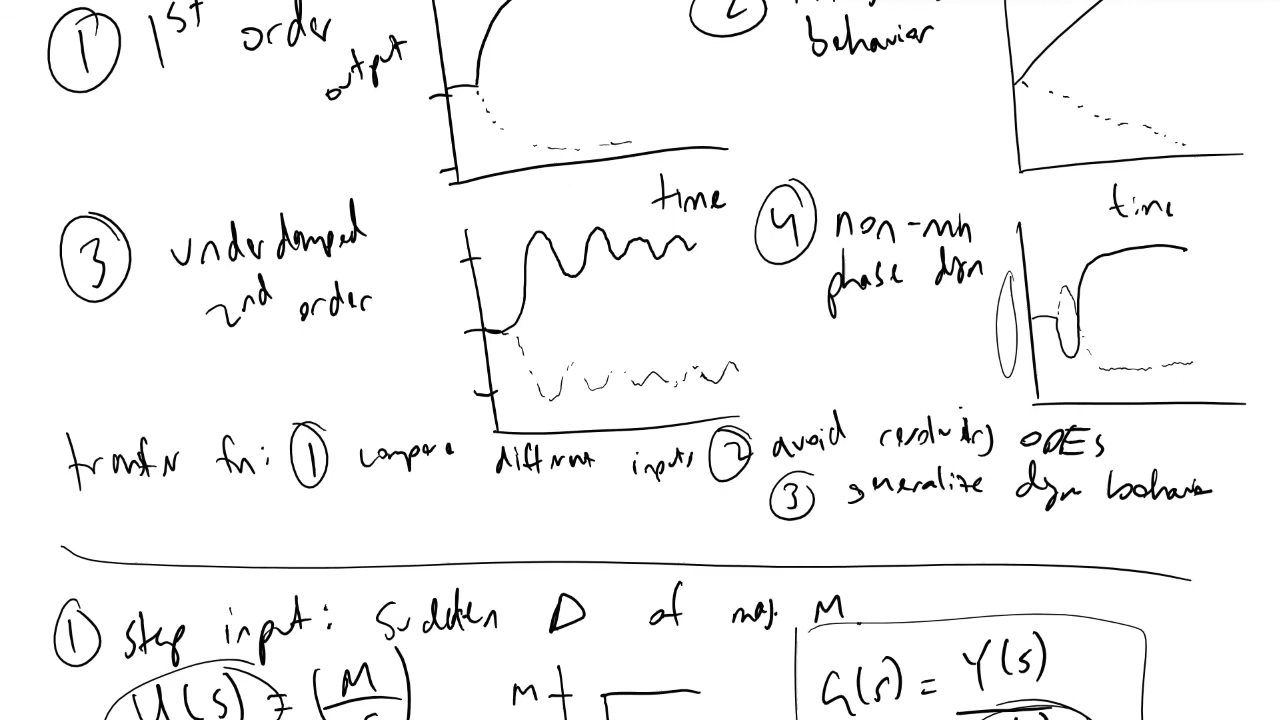 ① 1st order
output
time
②
behavior
time
③ underdamped
2nd order
④ non-min
phase dyn
transfer fn: ① compare different inputs ② avoid resolving ODEs
③ generalize dyn behavior
① step input: sudden Δ of mag. M.
U(s) = (M
M
G(s) = Y(s)